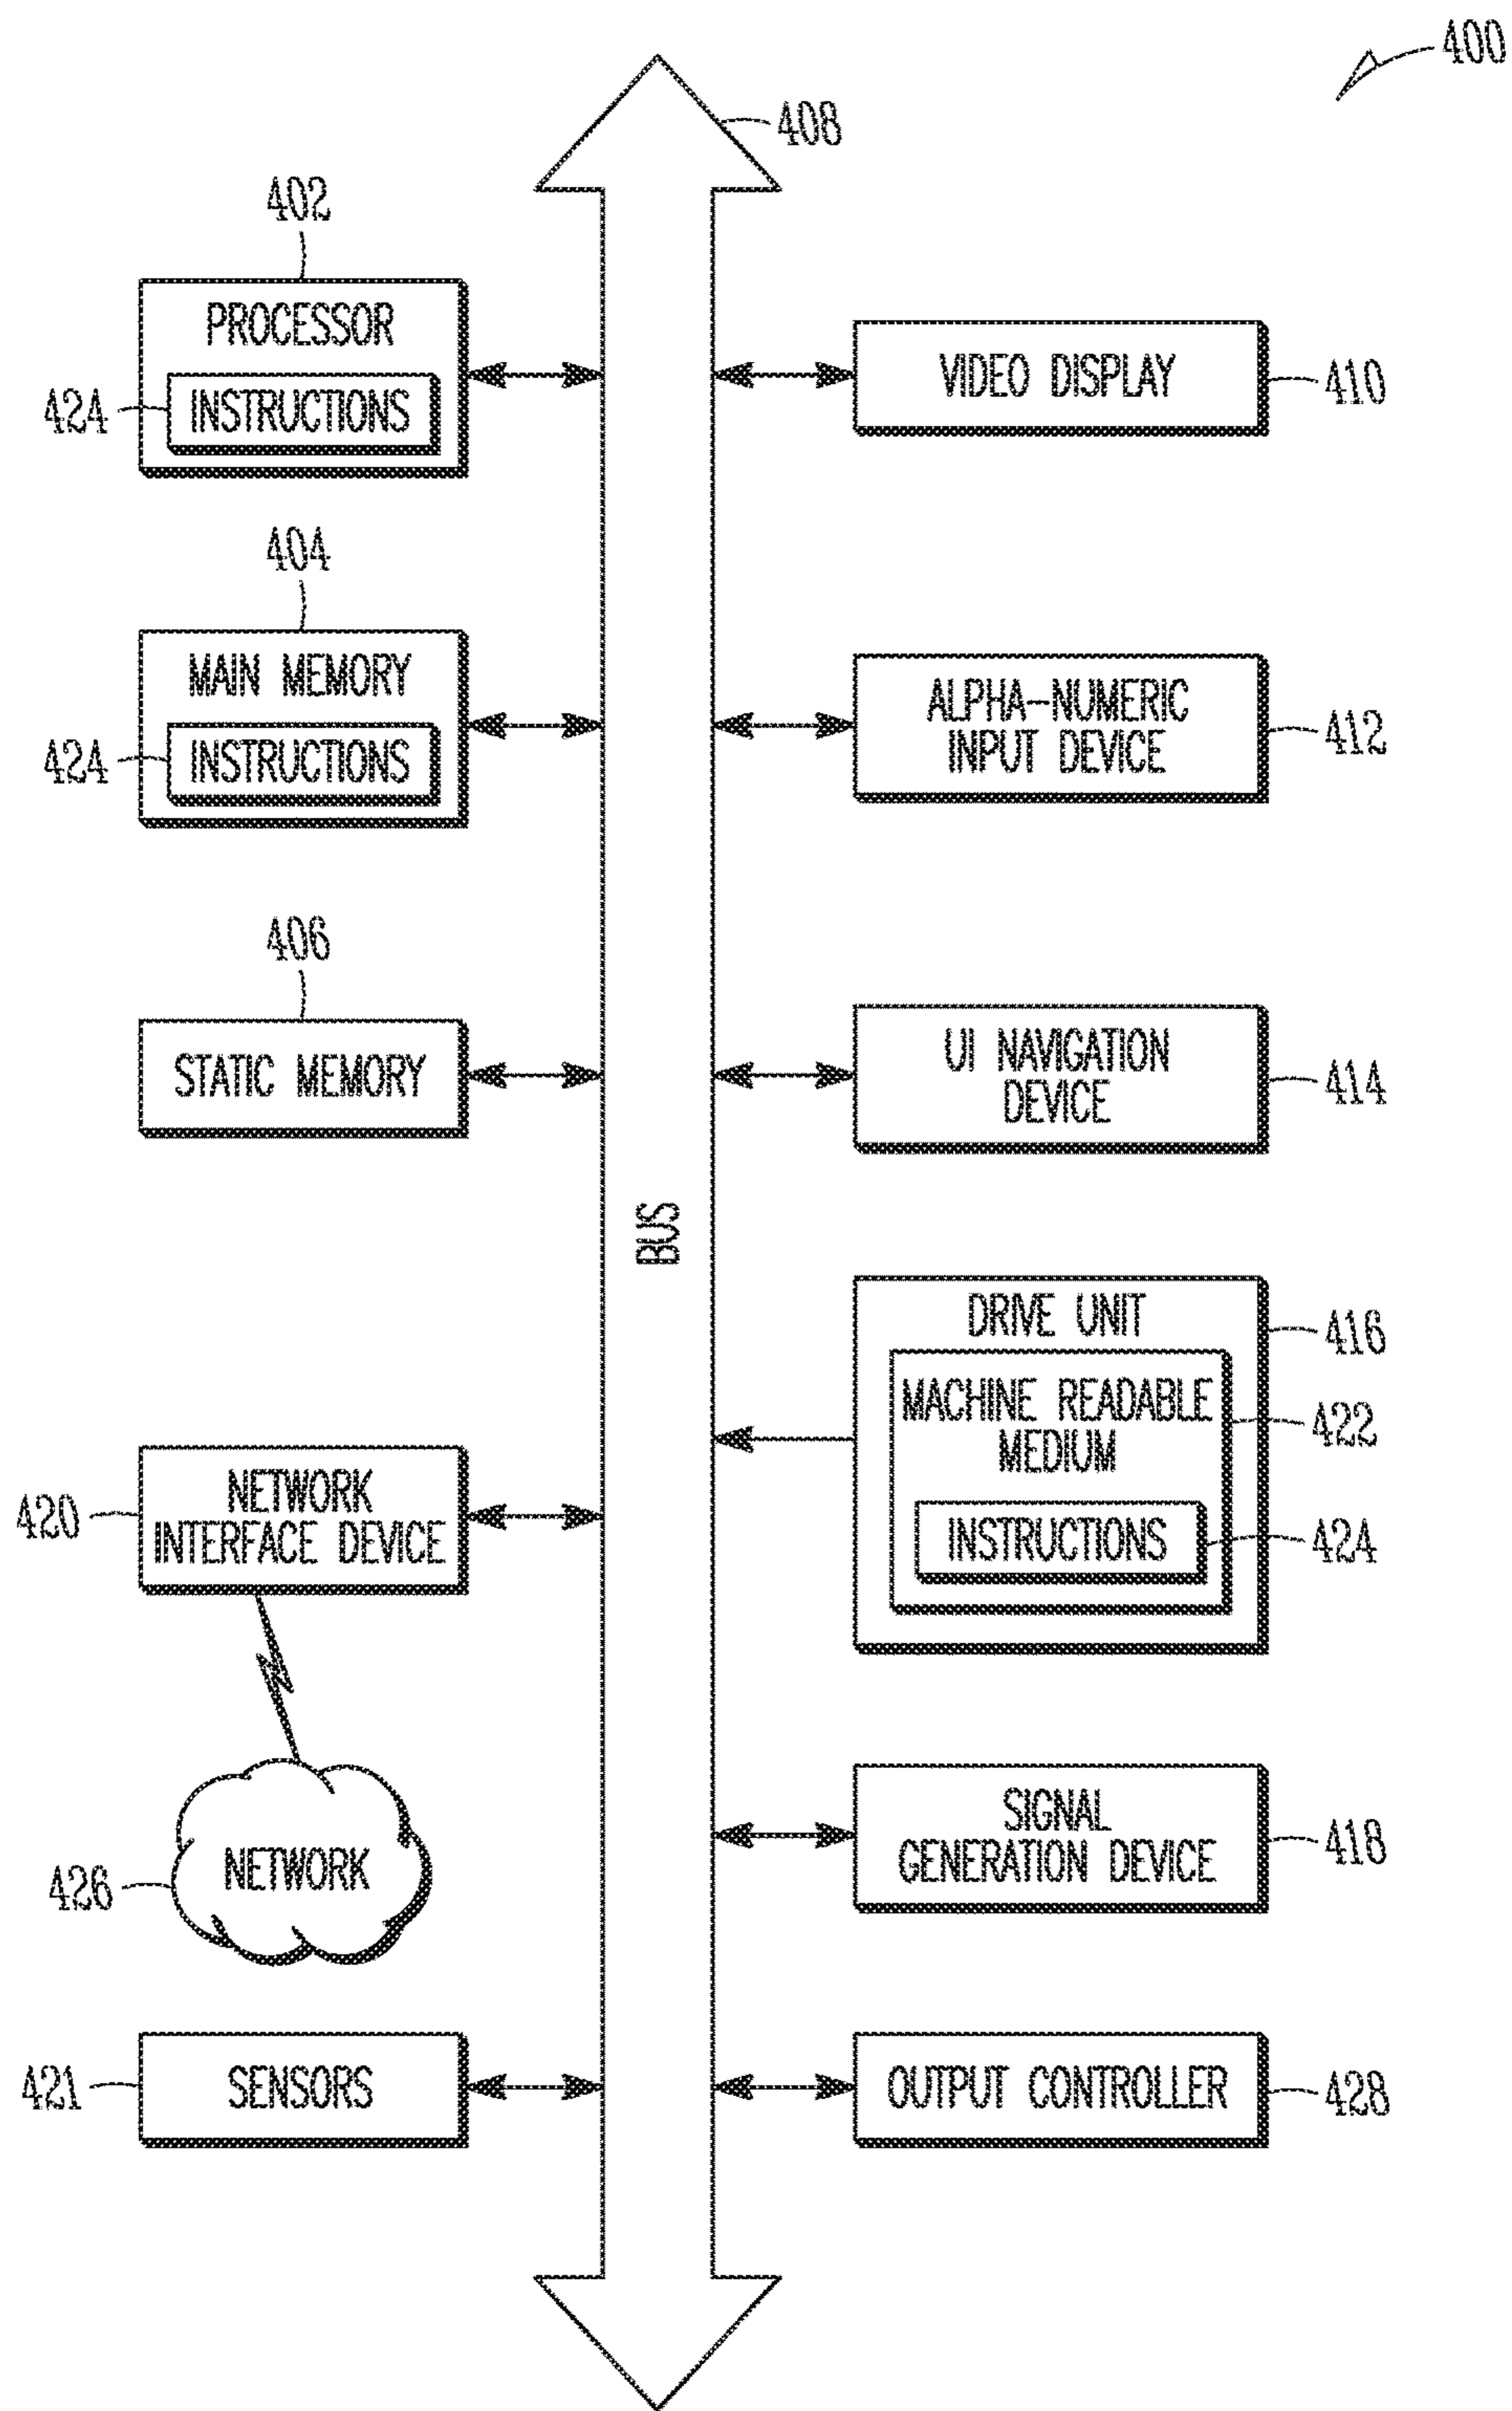 400
408
402
PROCESSOR
424
INSTRUCTIONS
VIDEO DISPLAY
410
404
MAIN MEMORY
424
INSTRUCTIONS
ALPHA-NUMERIC
INPUT DEVICE
412
406
STATIC MEMORY
UI NAVIGATION
DEVICE
414
BUS
DRIVE UNIT
416
MACHINE READABLE
MEDIUM
422
INSTRUCTIONS
424
420
NETWORK
INTERFACE DEVICE
SIGNAL
GENERATION DEVICE
418
426
NETWORK
421
SENSORS
OUTPUT CONTROLLER
428